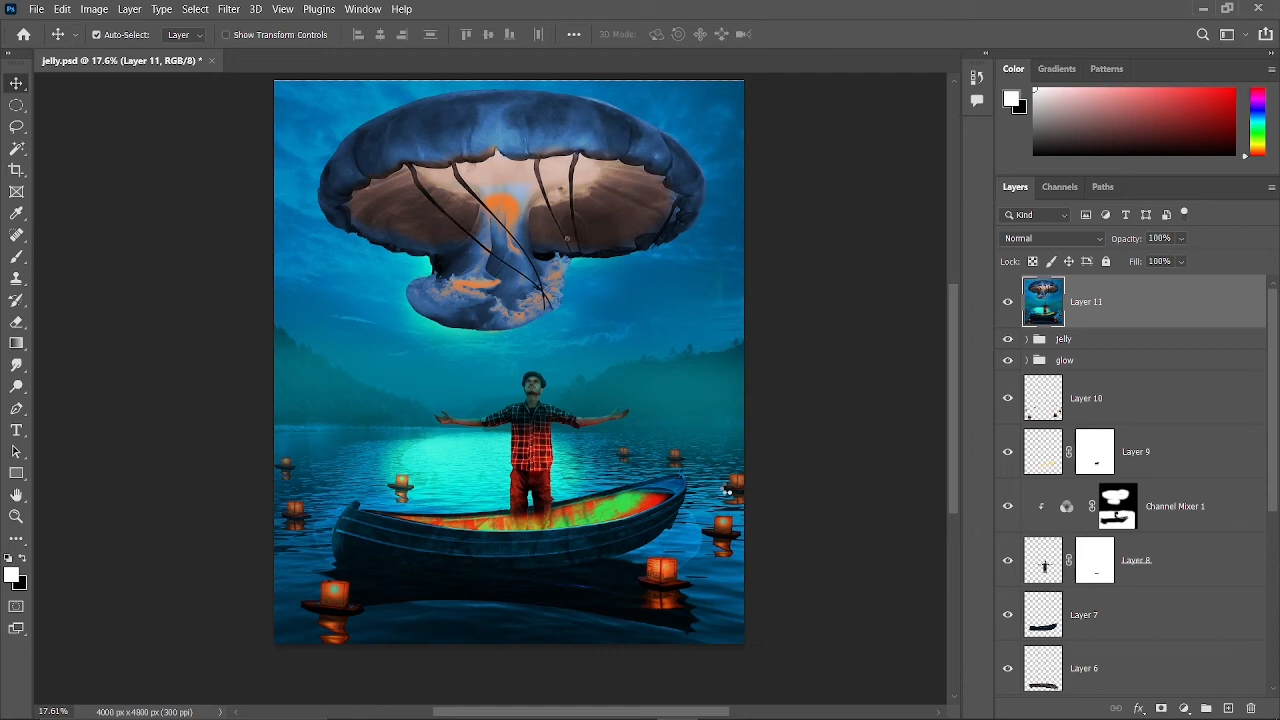 Ps File Edit Image Layer Type Select Filter 3D View Plugins Window Help
Auto-Select: Layer Show Transform Controls 3D Mode:
jelly.psd @ 17.6% (Layer 11, RGB/8) *
Color Gradients Patterns
Layers Channels Paths
Kind
Normal Opacity: 100%
Lock: Fill: 100%
Layer 11
jelly
glow
Layer 10
Layer 9
Channel Mixer 1
Layer 8
Layer 7
Layer 6
17.61% 4000 px x 4800 px (300 ppi)